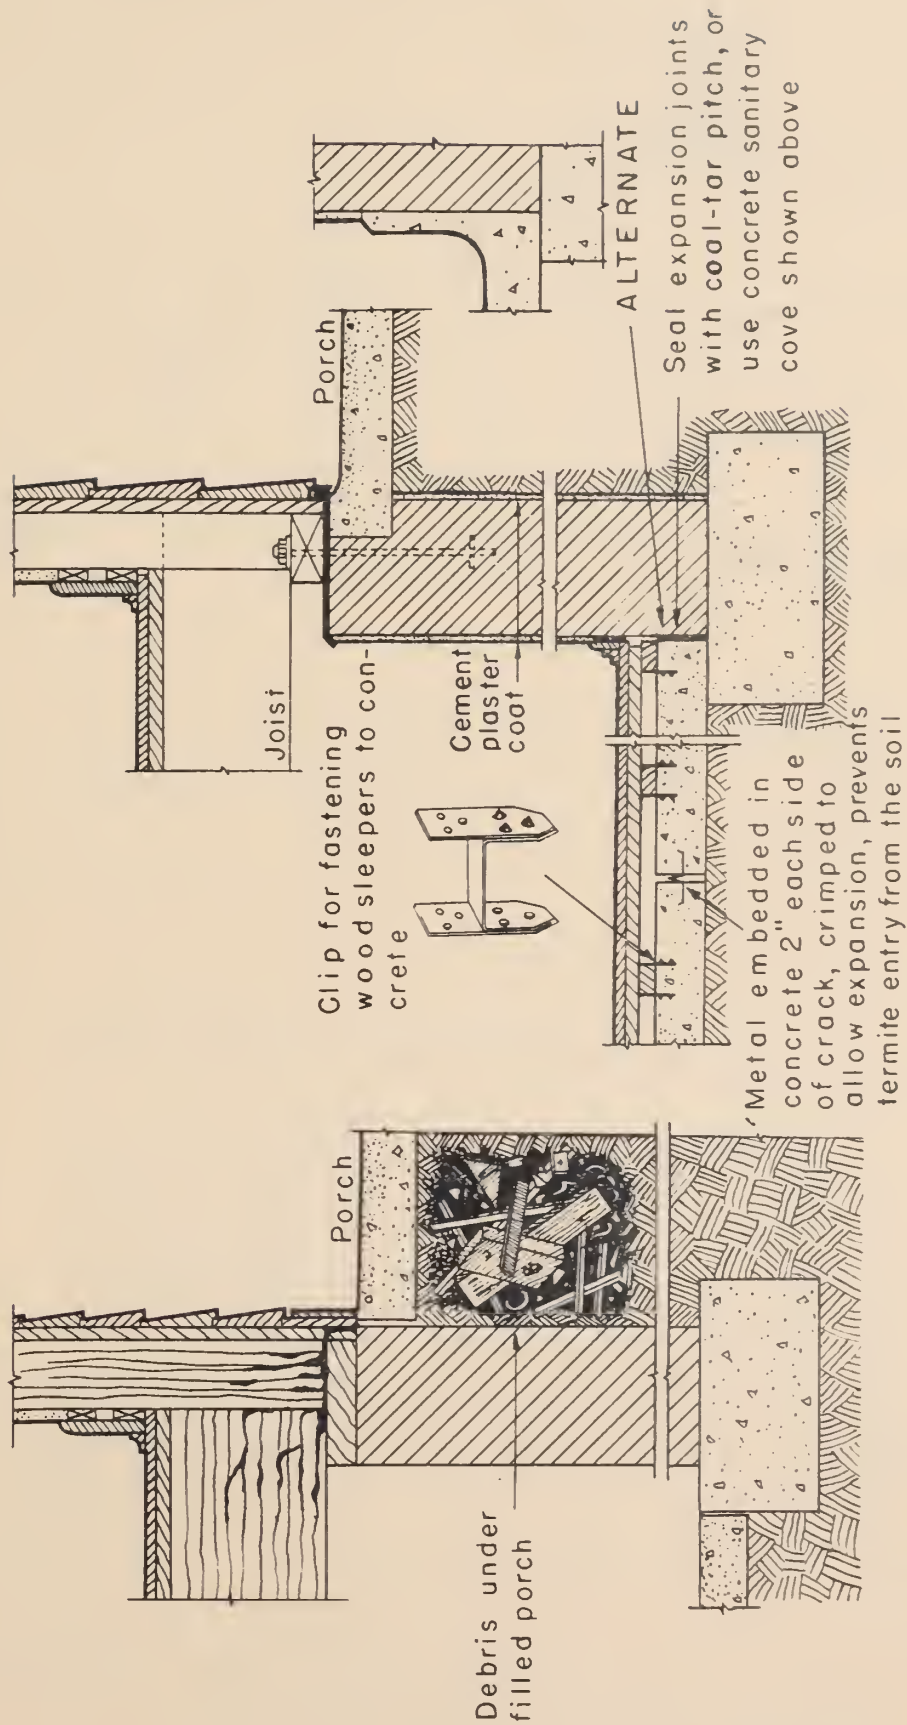 Porch
Debris under
filled porch
Joist
Clip for fastening
wood sleepers to con-
crete
Cement
plaster
coat
Porch
Metal embedded in
concrete 2" each side
of crack, crimped to
allow expansion, prevents
termite entry from the soil
ALTERNATE
Seal expansion joints
with coal-tar pitch, or
use concrete sanitary
cove shown above